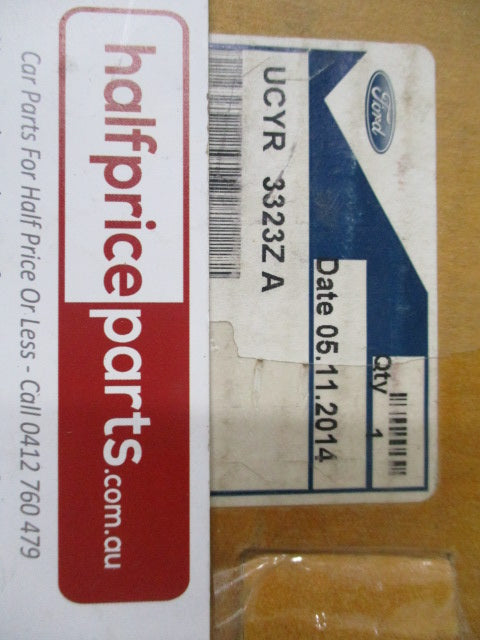 halfpriceparts.com.au
Car Parts For Half Price Or Less - Call 0412 760 479
Ford
UCYR 3323Z A
Date 05.11.2014
Qty 1